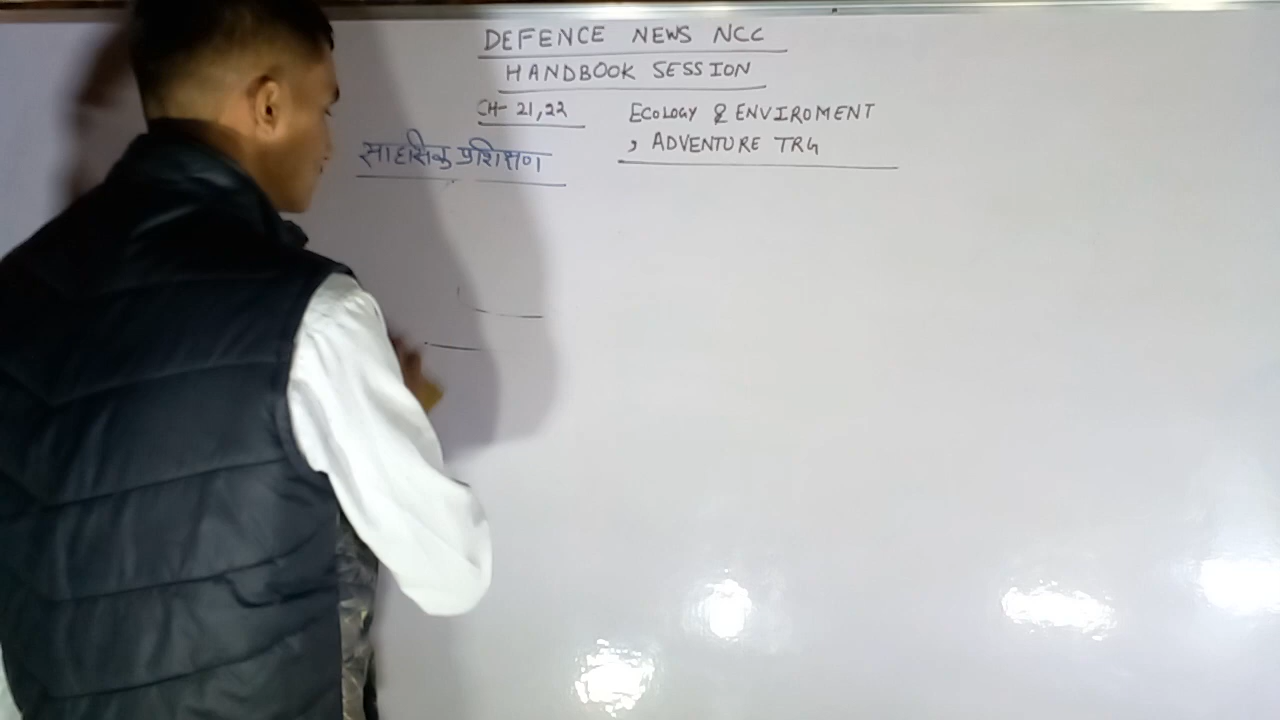 DEFENCE NEWS NCC
HANDBOOK SESSION
CH- 21,22 ECOLOGY & ENVIROMENT
, ADVENTURE TRG
साहसिक प्रशिक्षण